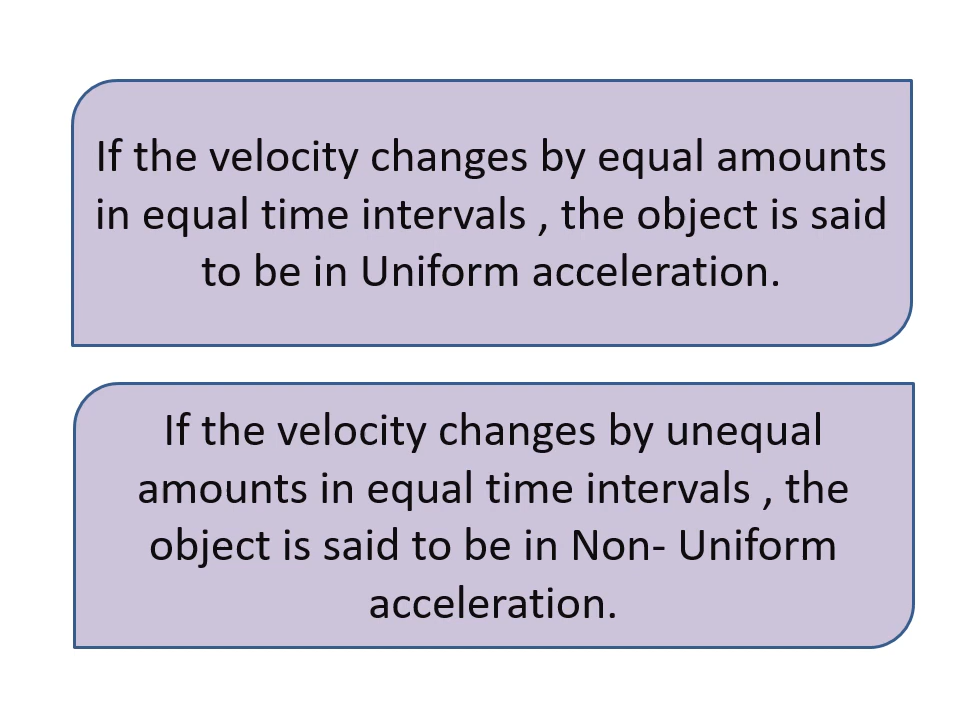 If the velocity changes by equal amounts
in equal time intervals , the object is said
to be in Uniform acceleration.
If the velocity changes by unequal
amounts in equal time intervals , the
object is said to be in Non- Uniform
acceleration.